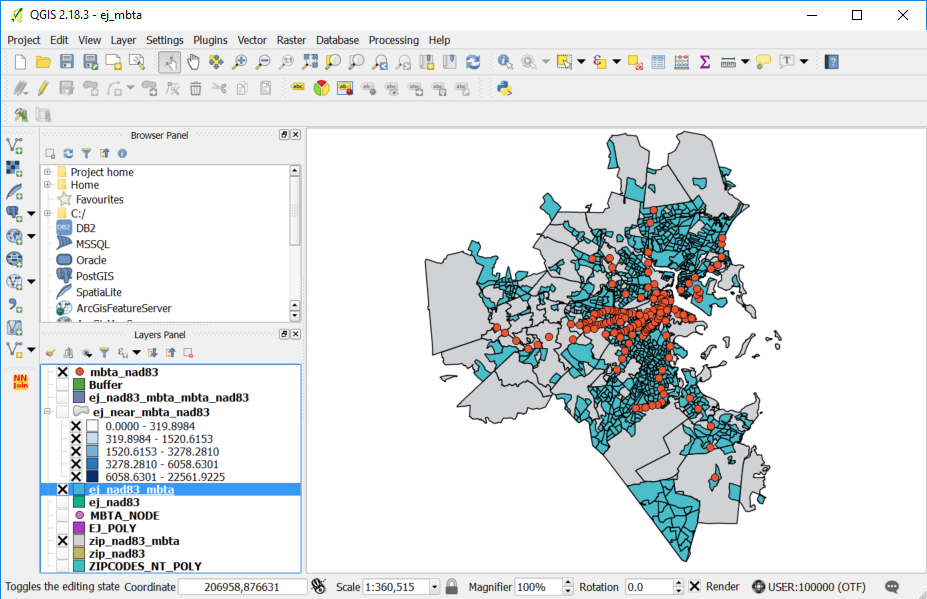 QGIS 2.18.3 - ej_mbta
Project Edit View Layer Settings Plugins Vector Raster Database Processing Help
Browser Panel
Project home
Home
Favourites
C:/
DB2
MSSQL
Oracle
PostGIS
SpatiaLite
ArcGisFeatureServer
Layers Panel
mbta_nad83
Buffer
ej_nad83_mbta_mbta_nad83
ej_near_mbta_nad83
0.0000 - 319.8984
319.8984 - 1520.6153
1520.6153 - 3278.2810
3278.2810 - 6058.6301
6058.6301 - 22561.9225
ej_nad83_mbta
ej_nad83
MBTA_NODE
EJ_POLY
zip_nad83_mbta
zip_nad83
ZIPCODES_NT_POLY
NN
Join
Toggles the editing state Coordinate 206958,876631 Scale 1:360,515 Magnifier 100% Rotation 0.0 Render USER:100000 (OTF)